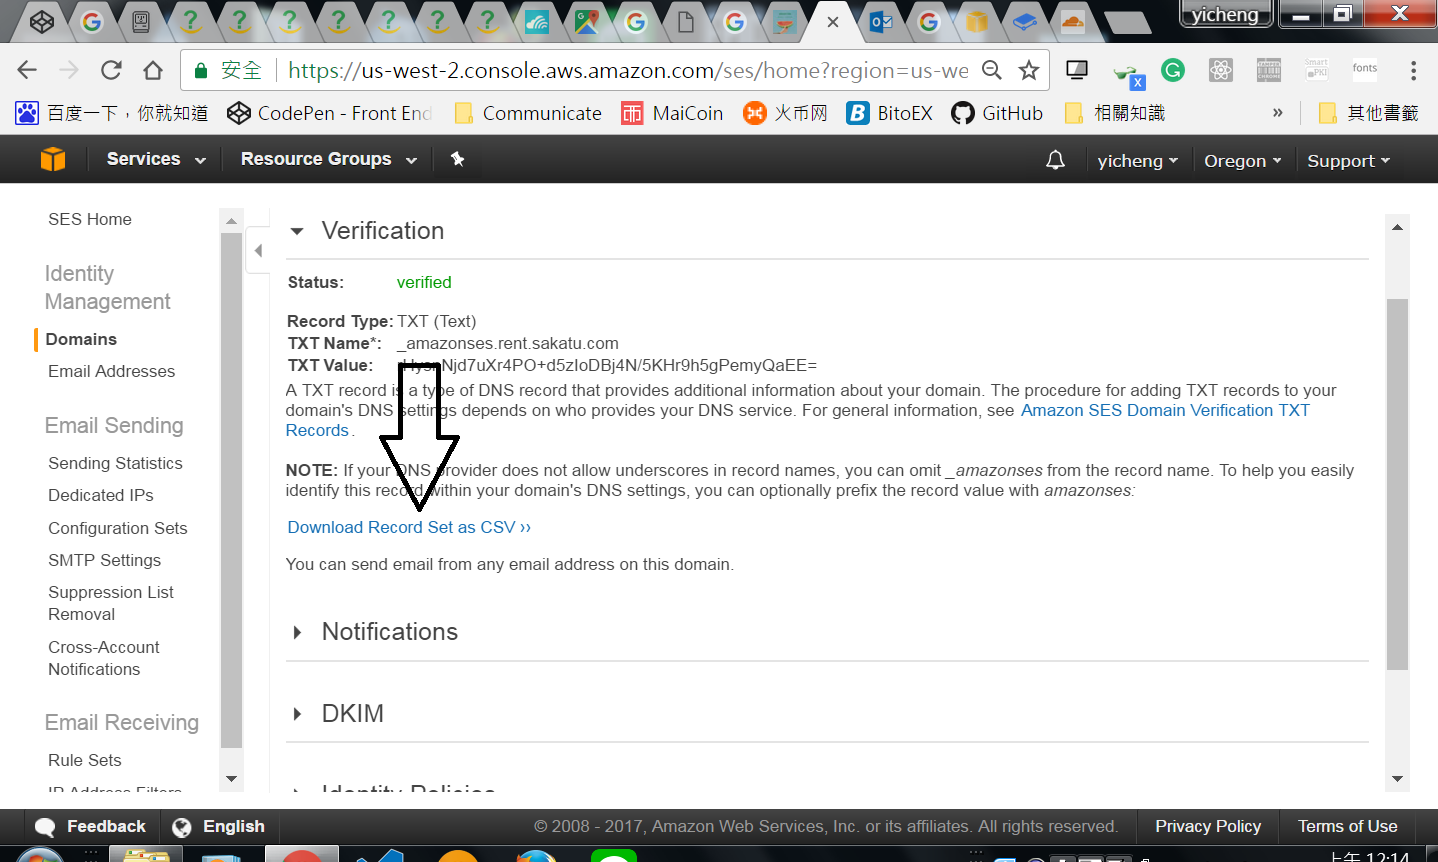 yicheng
安全
https://us-west-2.console.aws.amazon.com/ses/home?region=us-we
Smart
PKI
fonts
百度一下，你就知道
CodePen - Front End
Communicate
MaiCoin
火币网
BitoEX
GitHub
相關知識
»
其他書籤
Services
Resource Groups
yicheng
Oregon
Support
SES Home
Identity
Management
Domains
Email Addresses
Email Sending
Sending Statistics
Dedicated IPs
Configuration Sets
SMTP Settings
Suppression List
Removal
Cross-Account
Notifications
Email Receiving
Rule Sets
IP Address Filters
Verification
Status: verified
Record Type: TXT (Text)
TXT Name*: _amazonses.rent.sakatu.com
TXT Value:
A TXT record is a type of DNS record that provides additional information about your domain. The procedure for adding TXT records to your
domain's DNS settings depends on who provides your DNS service. For general information, see Amazon SES Domain Verification TXT
Records.
NOTE: If your DNS provider does not allow underscores in record names, you can omit _amazonses from the record name. To help you easily
identify this record within your domain's DNS settings, you can optionally prefix the record value with amazonses:
Download Record Set as CSV ››
You can send email from any email address on this domain.
Notifications
DKIM
Identity Policies
Feedback
English
© 2008 - 2017, Amazon Web Services, Inc. or its affiliates. All rights reserved.
Privacy Policy
Terms of Use
上午 12:14